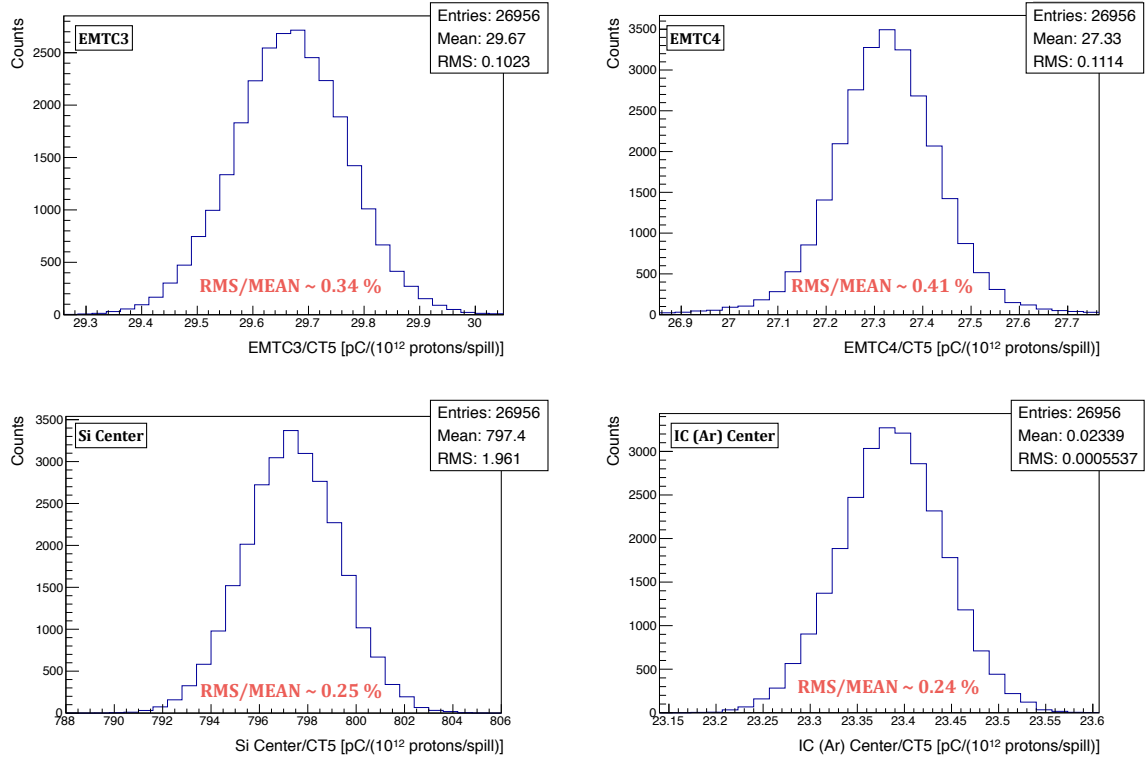 EMTC3
Entries: 26956
Mean: 29.67
RMS: 0.1023
Counts
2500
2000
1500
1000
500
0
RMS/MEAN ~ 0.34 %
29.3 29.4 29.5 29.6 29.7 29.8 29.9 30
EMTC3/CT5 [pC/(10¹² protons/spill)]
EMTC4
Entries: 26956
Mean: 27.33
RMS: 0.1114
Counts
3500
3000
2500
2000
1500
1000
500
0
RMS/MEAN ~ 0.41 %
26.9 27 27.1 27.2 27.3 27.4 27.5 27.6 27.7
EMTC4/CT5 [pC/(10¹² protons/spill)]
Si Center
Entries: 26956
Mean: 797.4
RMS: 1.961
Counts
3500
3000
2500
2000
1500
1000
500
0
RMS/MEAN ~ 0.25 %
788 790 792 794 796 798 800 802 804 806
Si Center/CT5 [pC/(10¹² protons/spill)]
IC (Ar) Center
Entries: 26956
Mean: 0.02339
RMS: 0.0005537
Counts
3000
2500
2000
1500
1000
500
0
RMS/MEAN ~ 0.24 %
23.15 23.2 23.25 23.3 23.35 23.4 23.45 23.5 23.55 23.6
IC (Ar) Center/CT5 [pC/(10¹² protons/spill)]